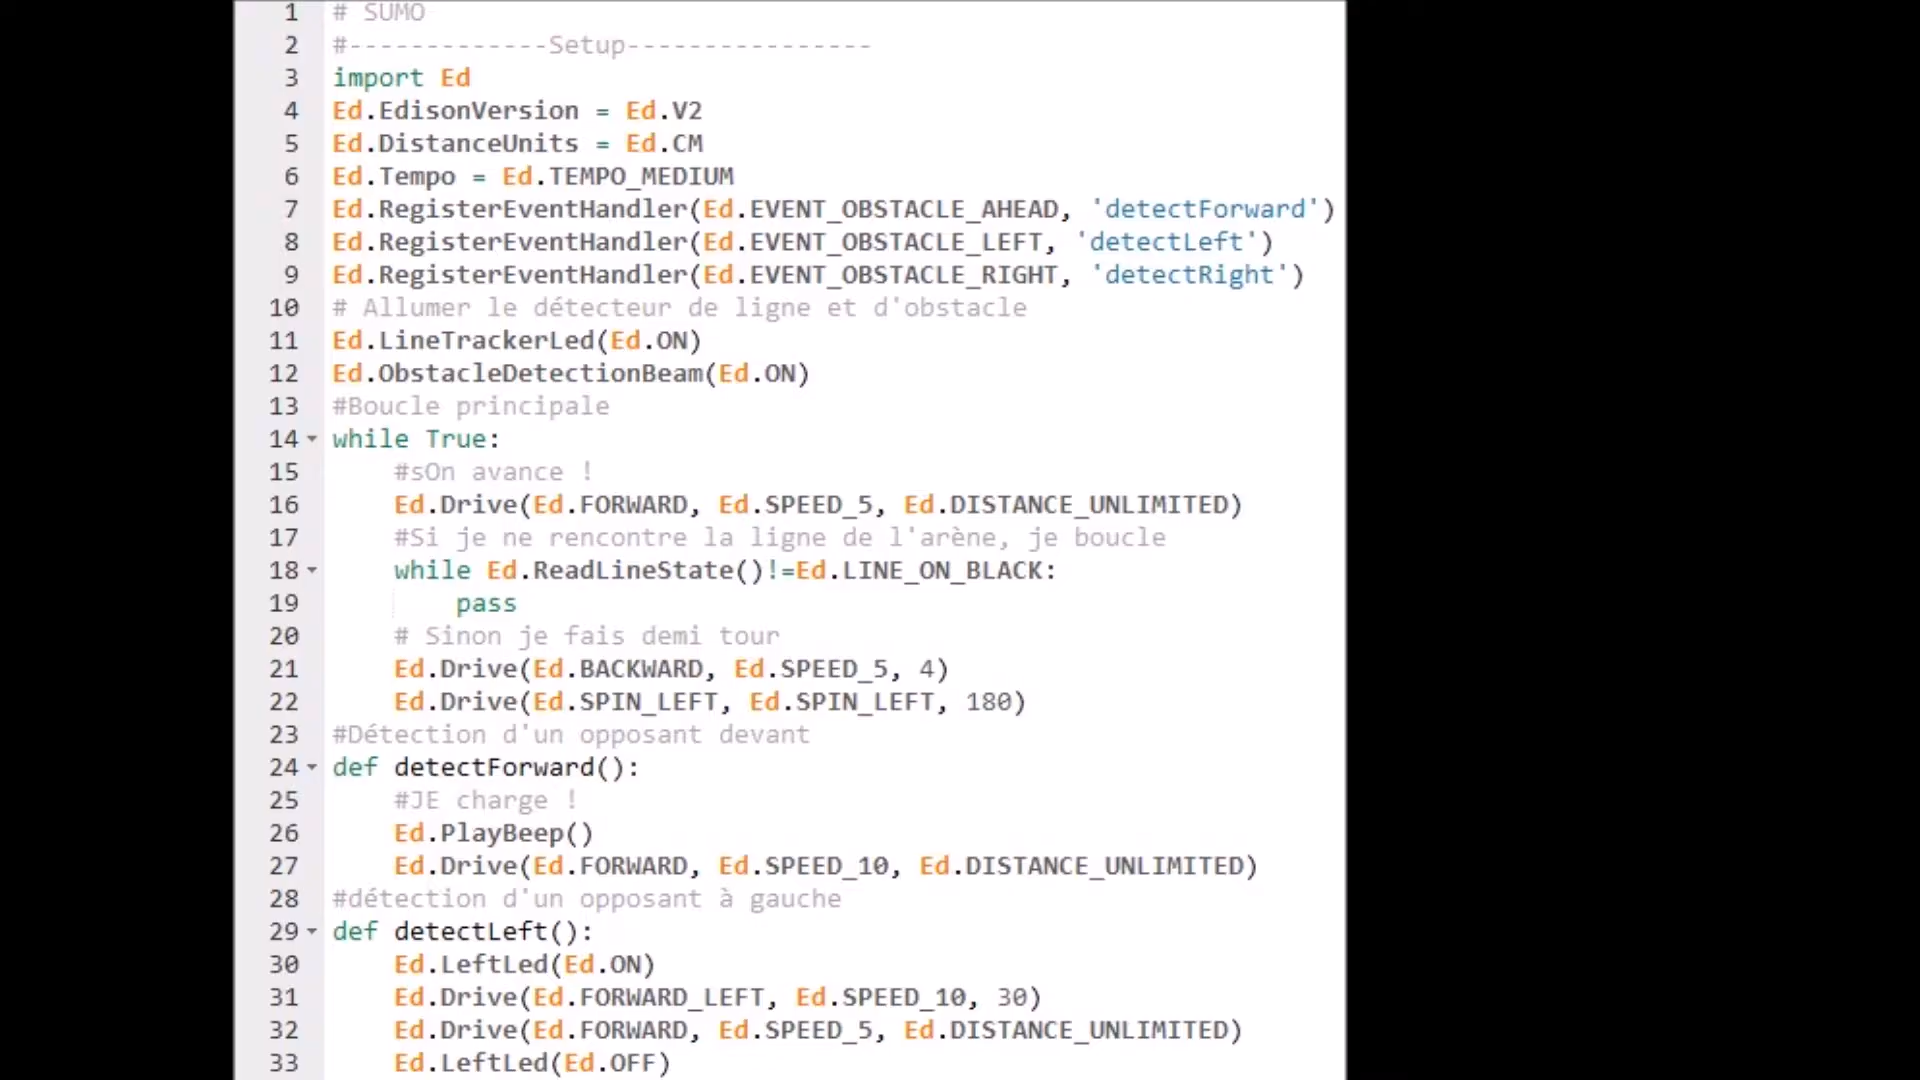 1 # SUMO
2 #-------------Setup----------------
3 import Ed
4 Ed.EdisonVersion = Ed.V2
5 Ed.DistanceUnits = Ed.CM
6 Ed.Tempo = Ed.TEMPO_MEDIUM
7 Ed.RegisterEventHandler(Ed.EVENT_OBSTACLE_AHEAD, 'detectForward')
8 Ed.RegisterEventHandler(Ed.EVENT_OBSTACLE_LEFT, 'detectLeft')
9 Ed.RegisterEventHandler(Ed.EVENT_OBSTACLE_RIGHT, 'detectRight')
10 # Allumer le détecteur de ligne et d'obstacle
11 Ed.LineTrackerLed(Ed.ON)
12 Ed.ObstacleDetectionBeam(Ed.ON)
13 #Boucle principale
14 while True:
15     #sOn avance !
16     Ed.Drive(Ed.FORWARD, Ed.SPEED_5, Ed.DISTANCE_UNLIMITED)
17     #Si je ne rencontre la ligne de l'arène, je boucle
18     while Ed.ReadLineState()!=Ed.LINE_ON_BLACK:
19         pass
20     # Sinon je fais demi tour
21     Ed.Drive(Ed.BACKWARD, Ed.SPEED_5, 4)
22     Ed.Drive(Ed.SPIN_LEFT, Ed.SPIN_LEFT, 180)
23 #Détection d'un opposant devant
24 def detectForward():
25     #JE charge !
26     Ed.PlayBeep()
27     Ed.Drive(Ed.FORWARD, Ed.SPEED_10, Ed.DISTANCE_UNLIMITED)
28 #détection d'un opposant à gauche
29 def detectLeft():
30     Ed.LeftLed(Ed.ON)
31     Ed.Drive(Ed.FORWARD_LEFT, Ed.SPEED_10, 30)
32     Ed.Drive(Ed.FORWARD, Ed.SPEED_5, Ed.DISTANCE_UNLIMITED)
33     Ed.LeftLed(Ed.OFF)